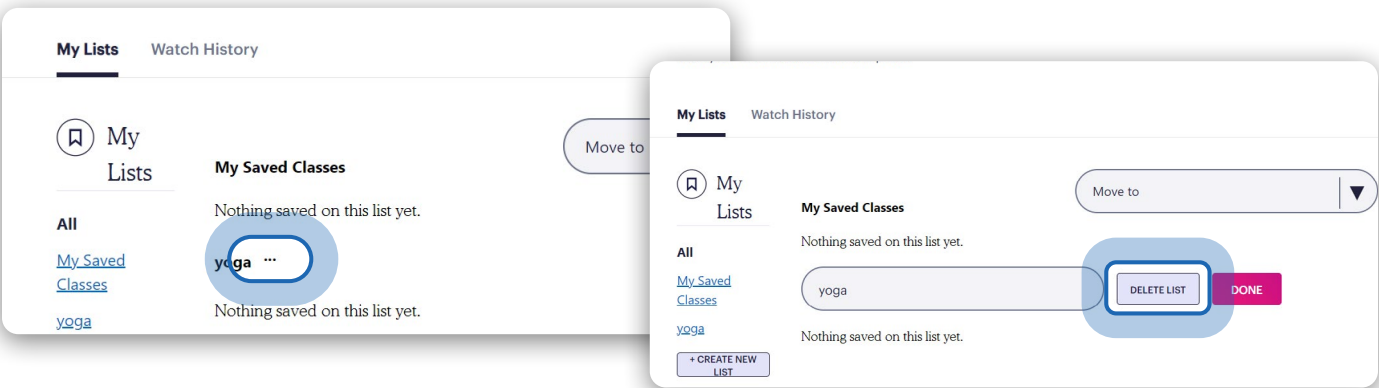 My Lists Watch History
My
Lists
Move to
My Saved Classes
Nothing saved on this list yet.
All
My Saved
Classes
yoga ...
Nothing saved on this list yet.
yoga
My Lists Watch History
My
Lists
Move to
My Saved Classes
Nothing saved on this list yet.
All
My Saved
Classes
yoga
DELETE LIST
DONE
yoga
Nothing saved on this list yet.
+ CREATE NEW
LIST